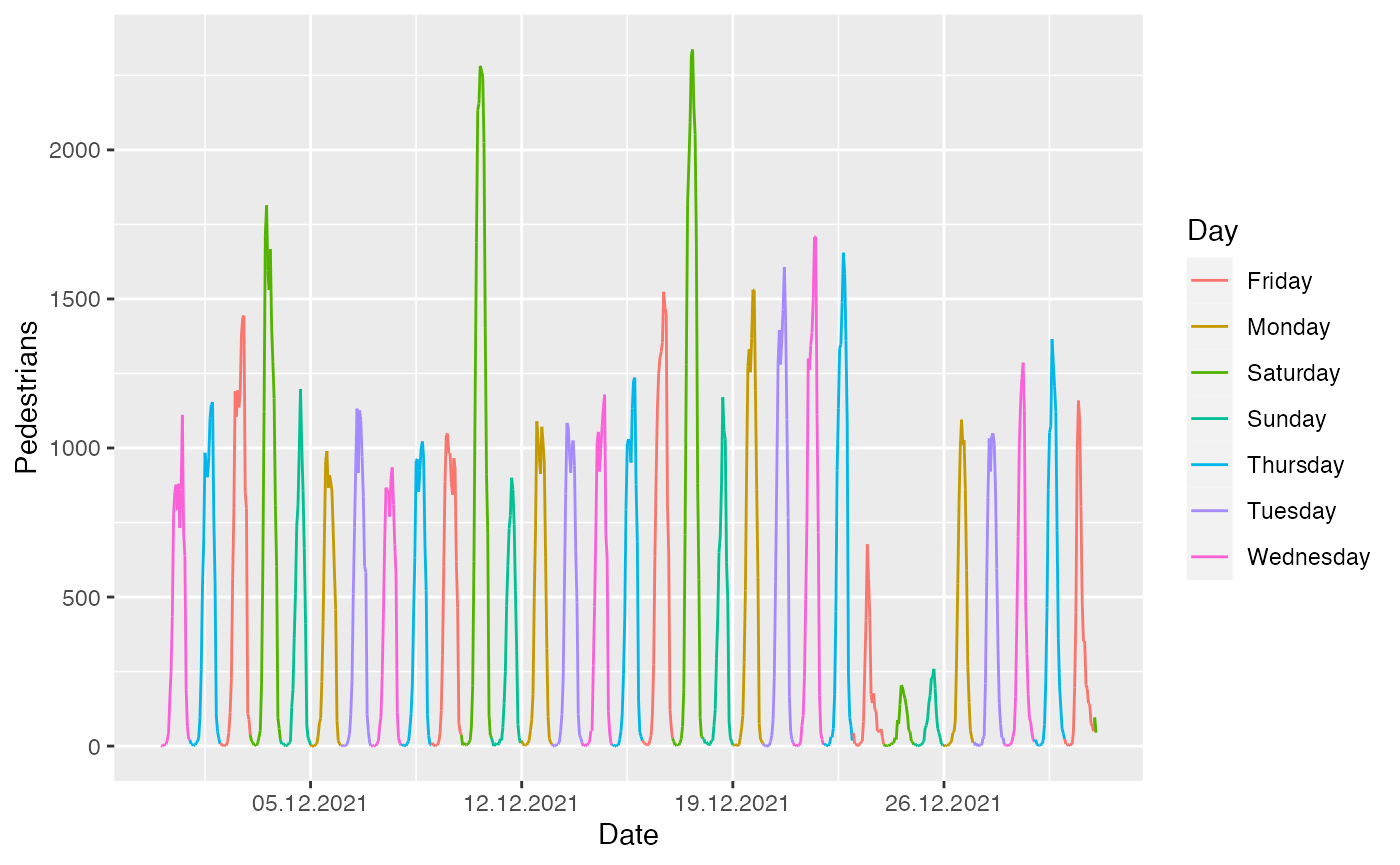 2000
1500
1000
500
0
Pedestrians
05.12.2021
12.12.2021
19.12.2021
26.12.2021
Date
Day
Friday
Monday
Saturday
Sunday
Thursday
Tuesday
Wednesday